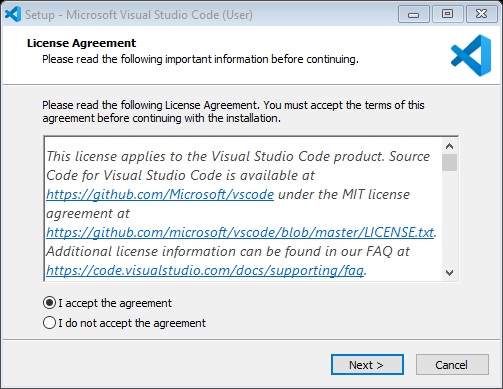 Setup - Microsoft Visual Studio Code (User)
License Agreement
Please read the following important information before continuing.
Please read the following License Agreement. You must accept the terms of this
agreement before continuing with the installation.
This license applies to the Visual Studio Code product. Source
Code for Visual Studio Code is available at
https://github.com/Microsoft/vscode under the MIT license
agreement at
https://github.com/microsoft/vscode/blob/master/LICENSE.txt.
Additional license information can be found in our FAQ at
https://code.visualstudio.com/docs/supporting/faq.
I accept the agreement
I do not accept the agreement
Next >
Cancel